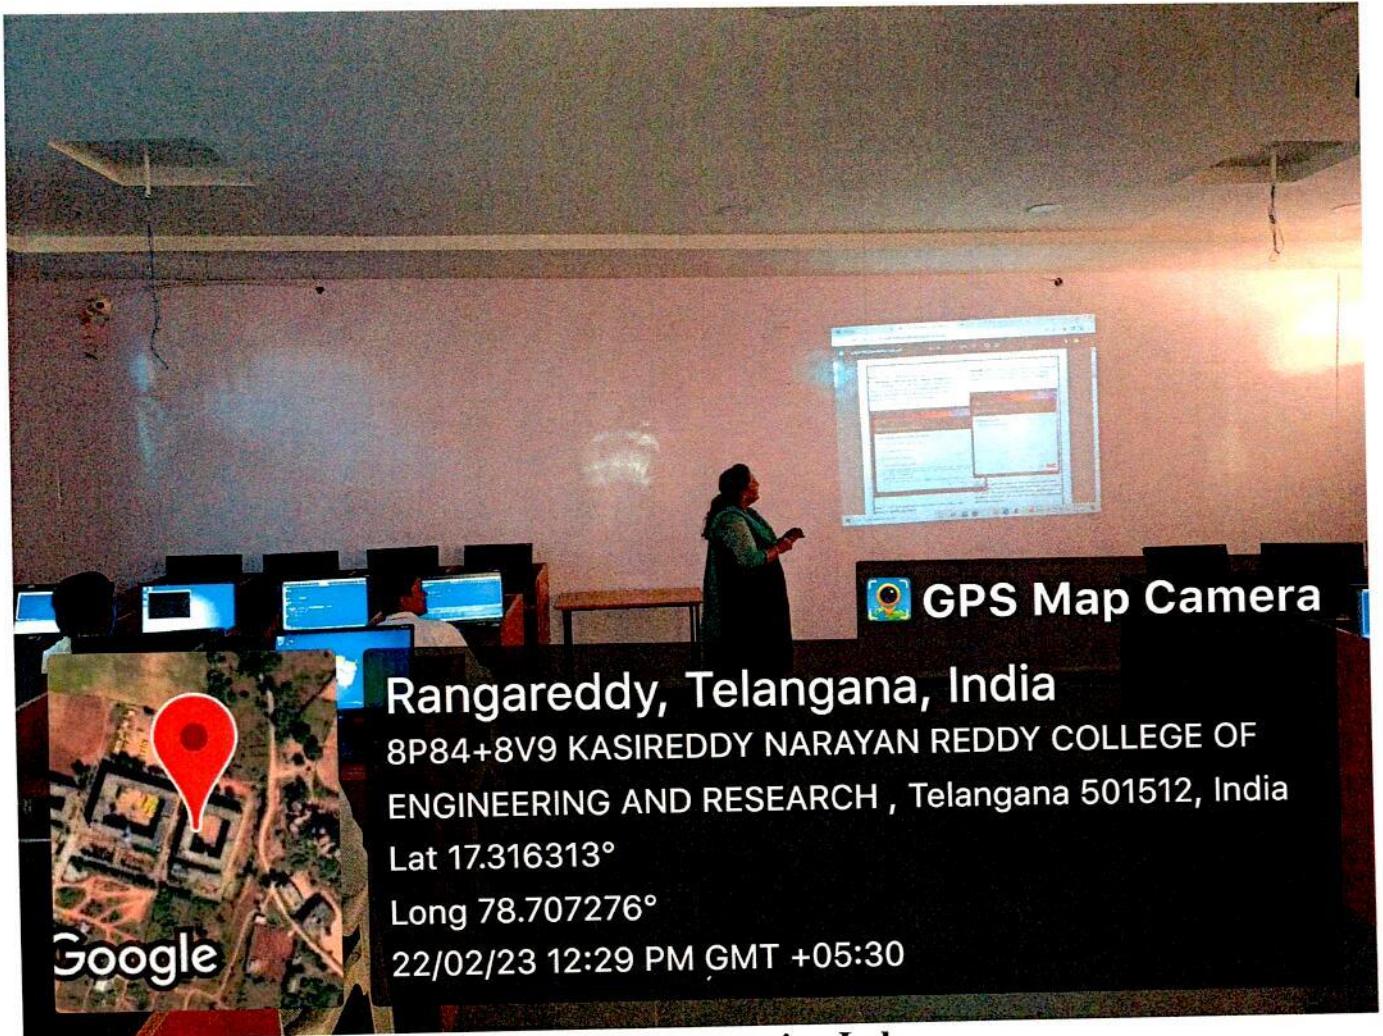 GPS Map Camera
Rangareddy, Telangana, India
8P84+8V9 KASIREDDY NARAYAN REDDY COLLEGE OF
ENGINEERING AND RESEARCH , Telangana 501512, India
Lat 17.316313°
Long 78.707276°
22/02/23 12:29 PM GMT +05:30
Google